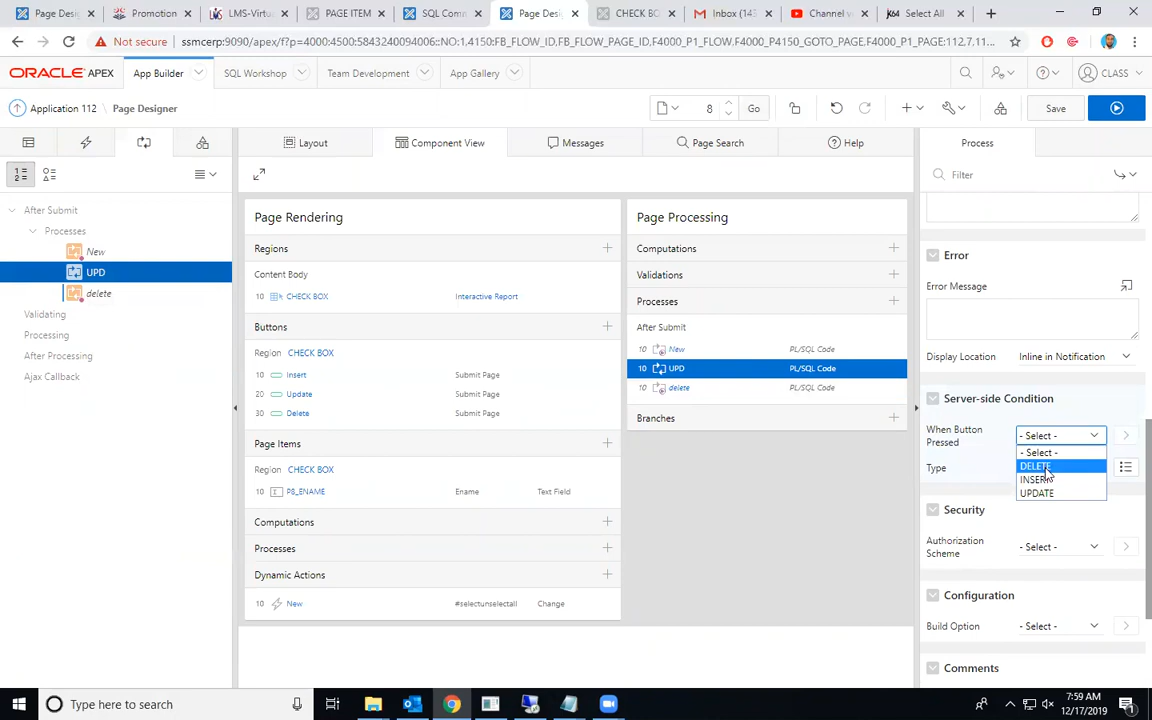 Page Desi
Promotion
LMS-Virtu
PAGE ITEM
SQL Com
Page Desi
CHECK BO
Gmail
Inbox (14
Channel v
Select All
Not secure
ssmcerp:9090/apex/f?p=4000:4500:5843240094006::NO:1,4150:FB_FLOW_ID,FB_FLOW_PAGE_ID,F4000_P1_FLOW,F4000_P4150_GOTO_PAGE,F4000_P1_PAGE:112,7,11...
ORACLE APEX
App Builder
SQL Workshop
Team Development
App Gallery
CLASS
Application 112
Page Designer
8
Go
Save
Layout
Component View
Messages
Page Search
Help
Process
Filter
After Submit
Processes
New
UPD
delete
Validating
Processing
After Processing
Ajax Callback
Page Rendering
Regions
Content Body
10 CHECK BOX Interactive Report
Buttons
Region CHECK BOX
10 Insert Submit Page
20 Update Submit Page
30 Delete Submit Page
Page Items
Region CHECK BOX
10 P8_ENAME Ename Text Field
Computations
Processes
Dynamic Actions
10 New #selectunselectall Change
Page Processing
Computations
Validations
Processes
After Submit
10 New PL/SQL Code
10 UPD PL/SQL Code
10 delete PL/SQL Code
Branches
Error
Error Message
Display Location Inline in Notification
Server-side Condition
When Button
Pressed
- Select -
- Select -
DELETE
INSERT
UPDATE
Type
Security
Authorization
Scheme
- Select -
Configuration
Build Option - Select -
Comments
Type here to search
7:59 AM
12/17/2019